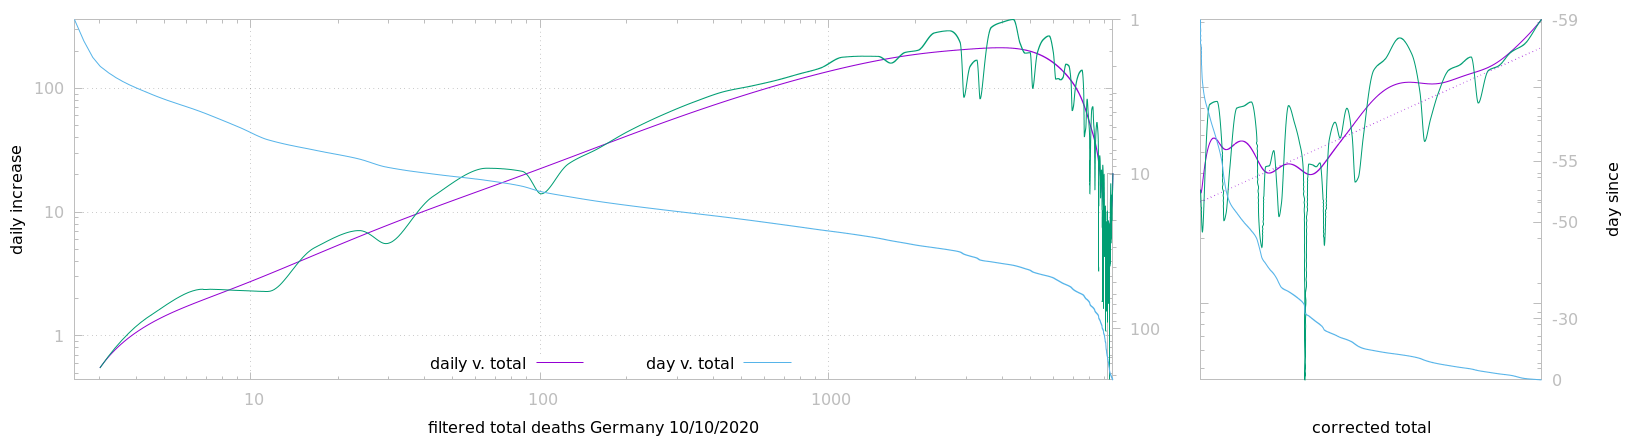 daily increase
100
10
1
daily v. total
day v. total
10
100
1000
filtered total deaths Germany 10/10/2020
1
10
100
-59
-55
-50
-30
0
day since
corrected total